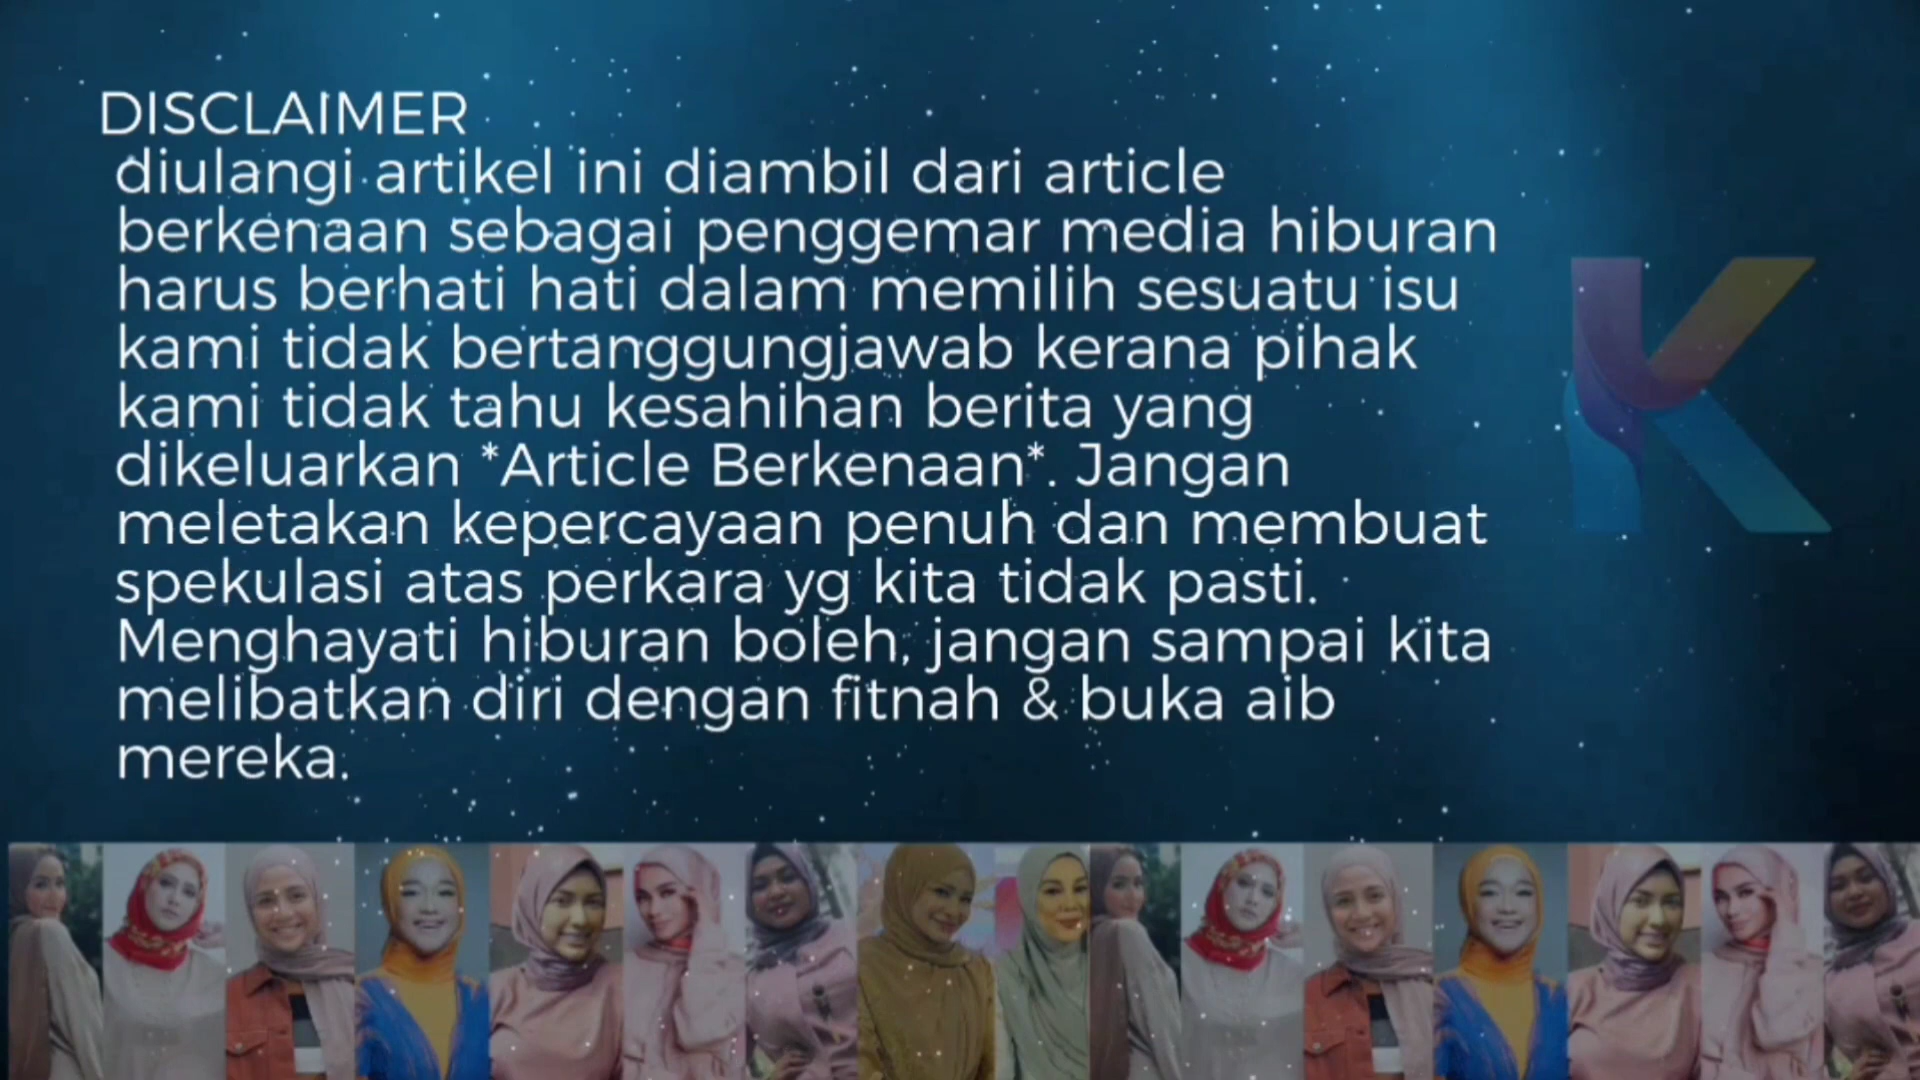 DISCLAIMER
diulangi artikel ini diambil dari article
berkenaan sebagai penggemar media hiburan
harus berhati hati dalam memilih sesuatu isu
kami tidak bertanggungjawab kerana pihak
kami tidak tahu kesahihan berita yang
dikeluarkan *Article Berkenaan*. Jangan
meletakan kepercayaan penuh dan membuat
spekulasi atas perkara yg kita tidak pasti.
Menghayati hiburan boleh, jangan sampai kita
melibatkan diri dengan fitnah & buka aib
mereka.
K